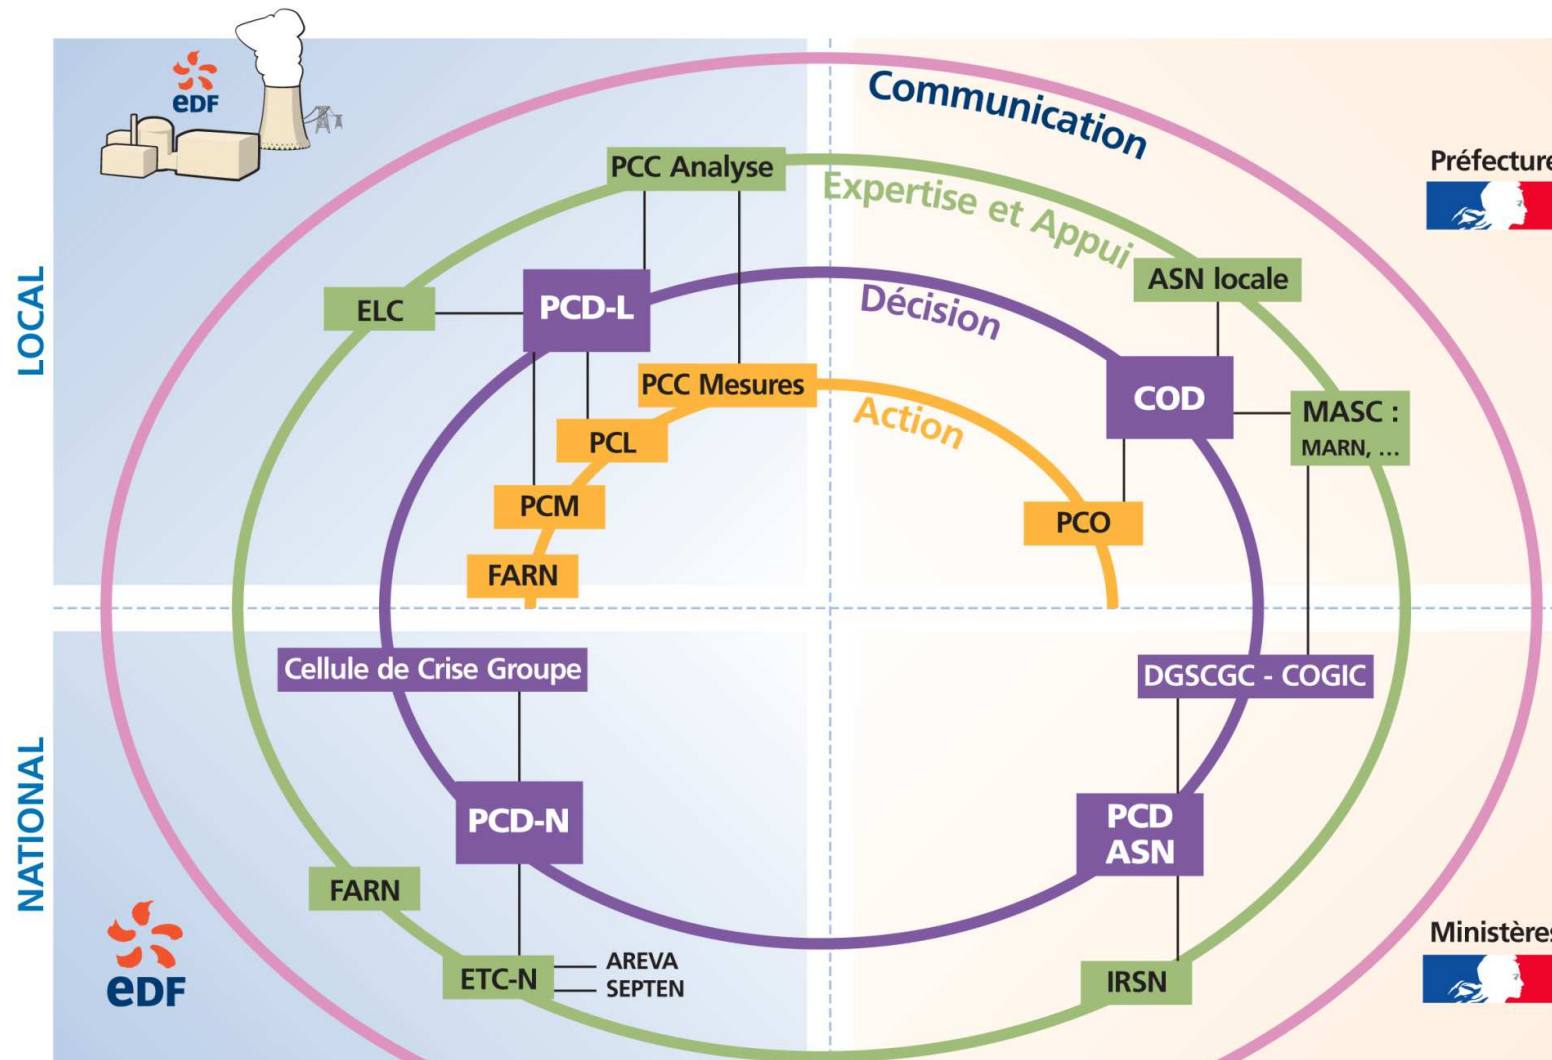 eDF
Communication
PCC Analyse
Expertise et Appui
Préfecture
LOCAL
ELC
PCD-L
Décision
ASN locale
PCC Mesures
Action
COD
MASC :
MARN, ...
PCL
PCM
PCO
FARN
Cellule de Crise Groupe
DGSCGC - COGIC
NATIONAL
PCD-N
PCD
ASN
FARN
Ministères
eDF
ETC-N
AREVA
SEPTEN
IRSN